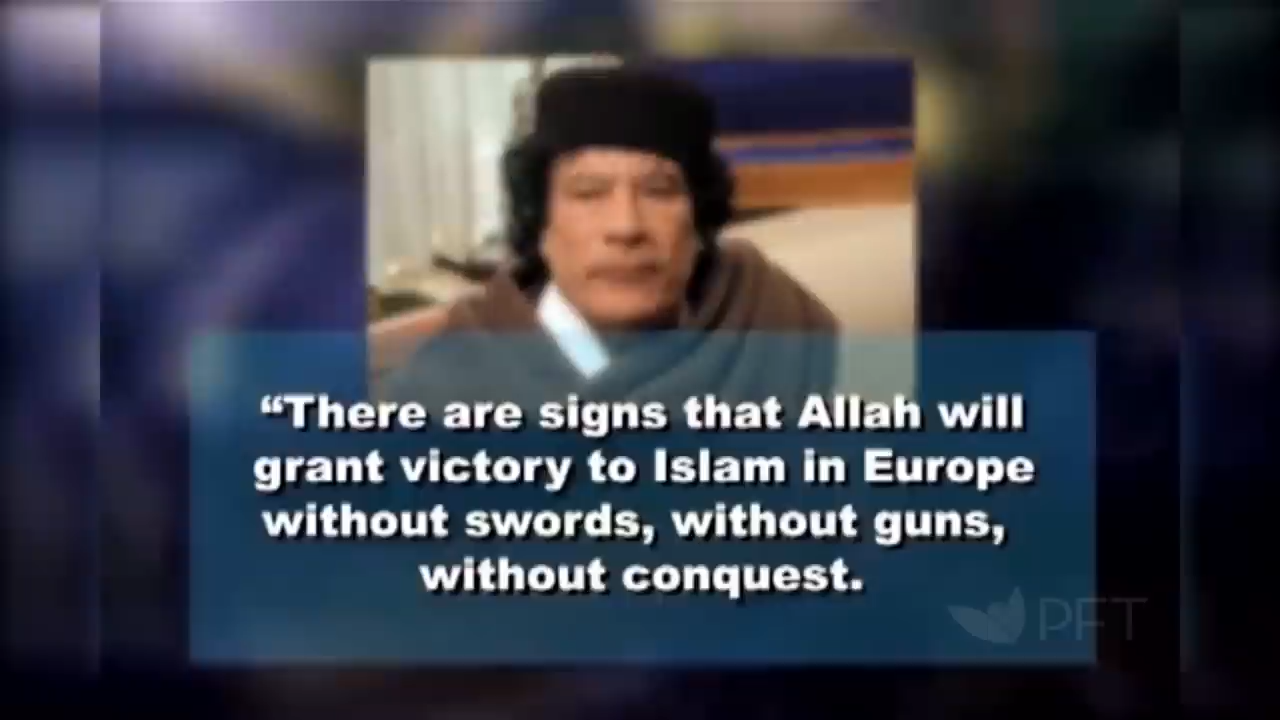 “There are signs that Allah will
grant victory to Islam in Europe
without swords, without guns,
without conquest.
PFT